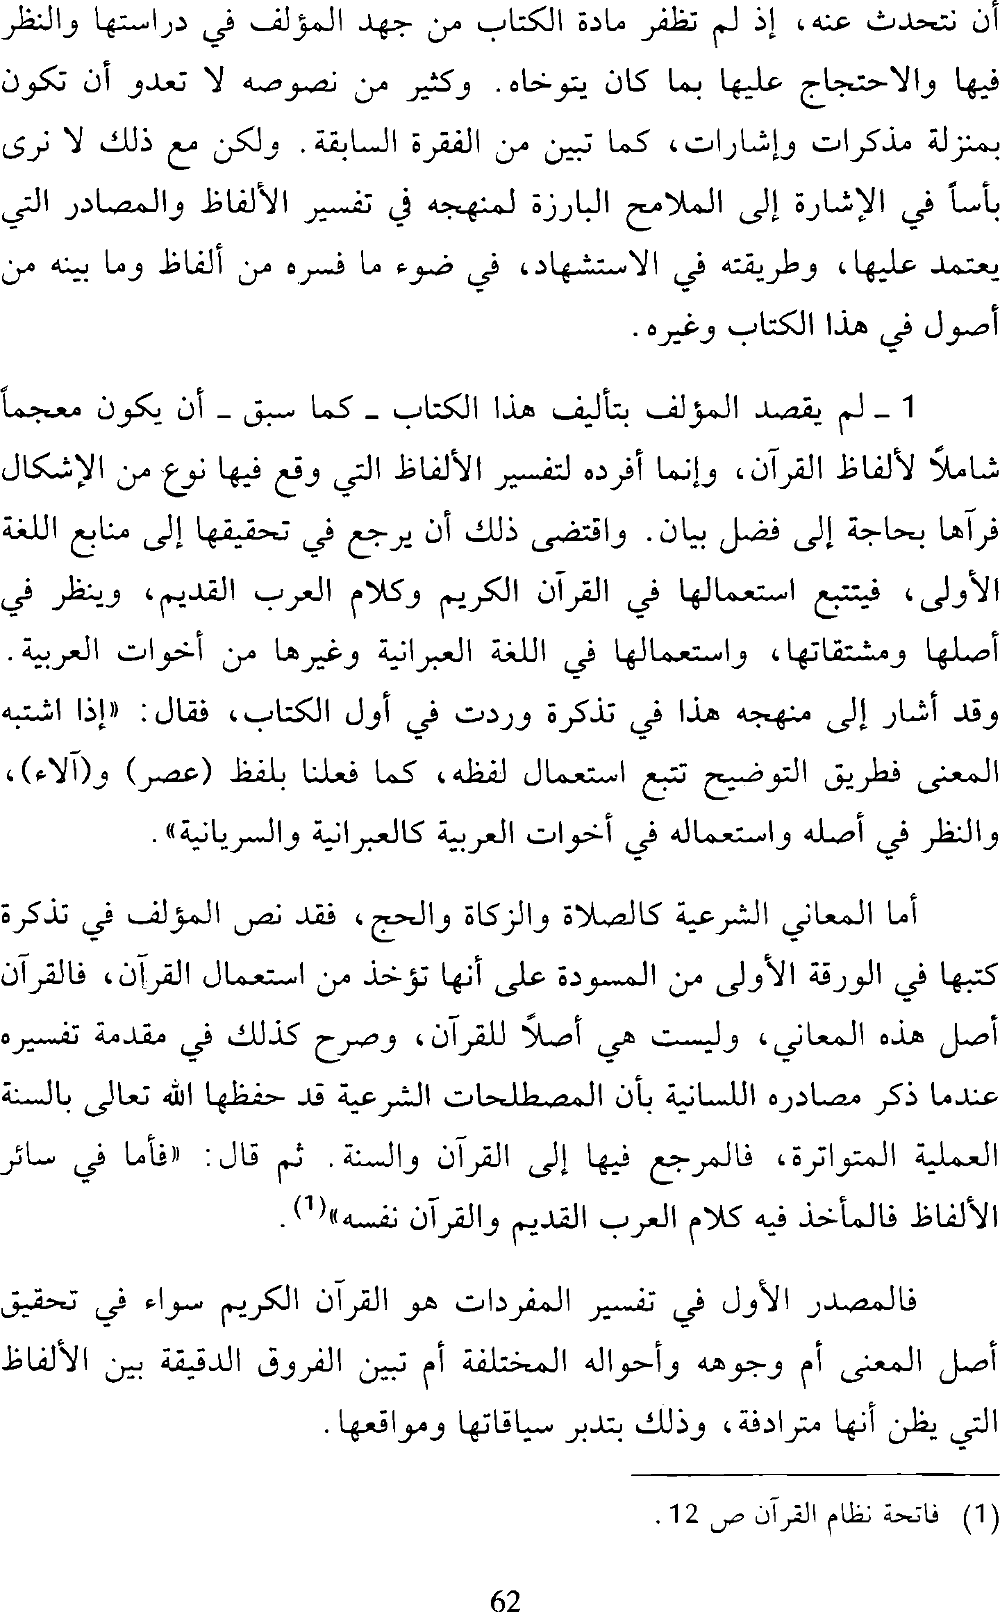 أن نتحدث عنه، إذ لم تظفر مادة الكتاب من جهد المؤلف في دراستها والنظر
فيها والاحتجاج عليها بما كان يتوخاه. وكثير من نصوصه لا تعدو أن تكون
بمنزلة مذكرات وإشارات، كما تبين من الفقرة السابقة. ولكن مع ذلك لا نرى
بأساً في الإشارة إلى الملامح البارزة لمنهجه في تفسير الألفاظ والمصادر التي
يعتمد عليها، وطريقته في الاستشهاد، في ضوء ما فسره من ألفاظ وما بينه من
أصول في هذا الكتاب وغيره.
1 ـ لم يقصد المؤلف بتأليف هذا الكتاب ـ كما سبق ـ أن يكون معجماً
شاملاً لألفاظ القرآن، وإنما أفرده لتفسير الألفاظ التي وقع فيها نوع من الإشكال
فرآها بحاجة إلى فضل بيان. واقتضى ذلك أن يرجع في تحقيقها إلى منابع اللغة
الأولى، فيتتبع استعمالها في القرآن الكريم وكلام العرب القديم، وينظر في
أصلها ومشتقاتها، واستعمالها في اللغة العبرانية وغيرها من أخوات العربية.
وقد أشار إلى منهجه هذا في تذكرة وردت في أول الكتاب، فقال: «إذا اشتبه
المعنى فطريق التوضيح تتبع استعمال لفظه، كما فعلنا بلفظ (عصر) و(آلاء)،
والنظر في أصله واستعماله في أخوات العربية كالعبرانية والسريانية».
أما المعاني الشرعية كالصلاة والزكاة والحج، فقد نص المؤلف في تذكرة
كتبها في الورقة الأولى من المسودة على أنها تؤخذ من استعمال القرآن، فالقرآن
أصل هذه المعاني، وليست هي أصلاً للقرآن، وصرح كذلك في مقدمة تفسيره
عندما ذكر مصادره اللسانية بأن المصطلحات الشرعية قد حفظها الله تعالى بالسنة
العملية المتواترة، فالمرجع فيها إلى القرآن والسنة. ثم قال: «فأما في سائر
الألفاظ فالمأخذ فيه كلام العرب القديم والقرآن نفسه»(1).
فالمصدر الأول في تفسير المفردات هو القرآن الكريم سواء في تحقيق
أصل المعنى أم وجوهه وأحواله المختلفة أم تبين الفروق الدقيقة بين الألفاظ
التي يظن أنها مترادفة، وذلك بتدبر سياقاتها ومواقعها.
(1) فاتحة نظام القرآن ص 12.
62